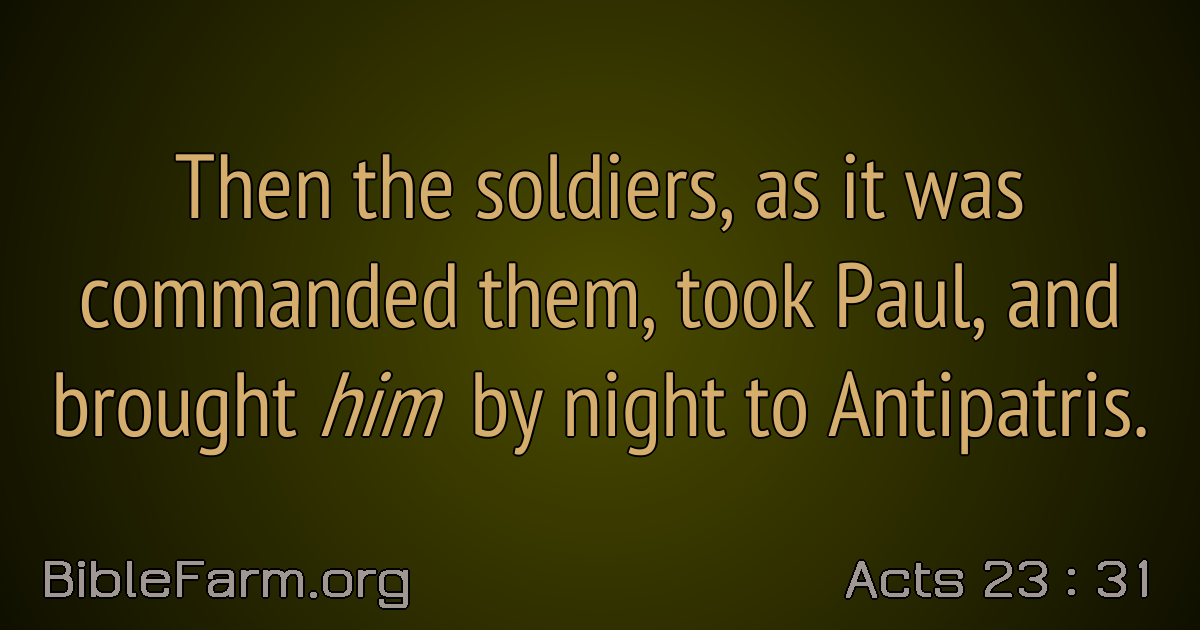 Then the soldiers, as it was
commanded them, took Paul, and
brought him by night to Antipatris.
BibleFarm.org
Acts 23 : 31